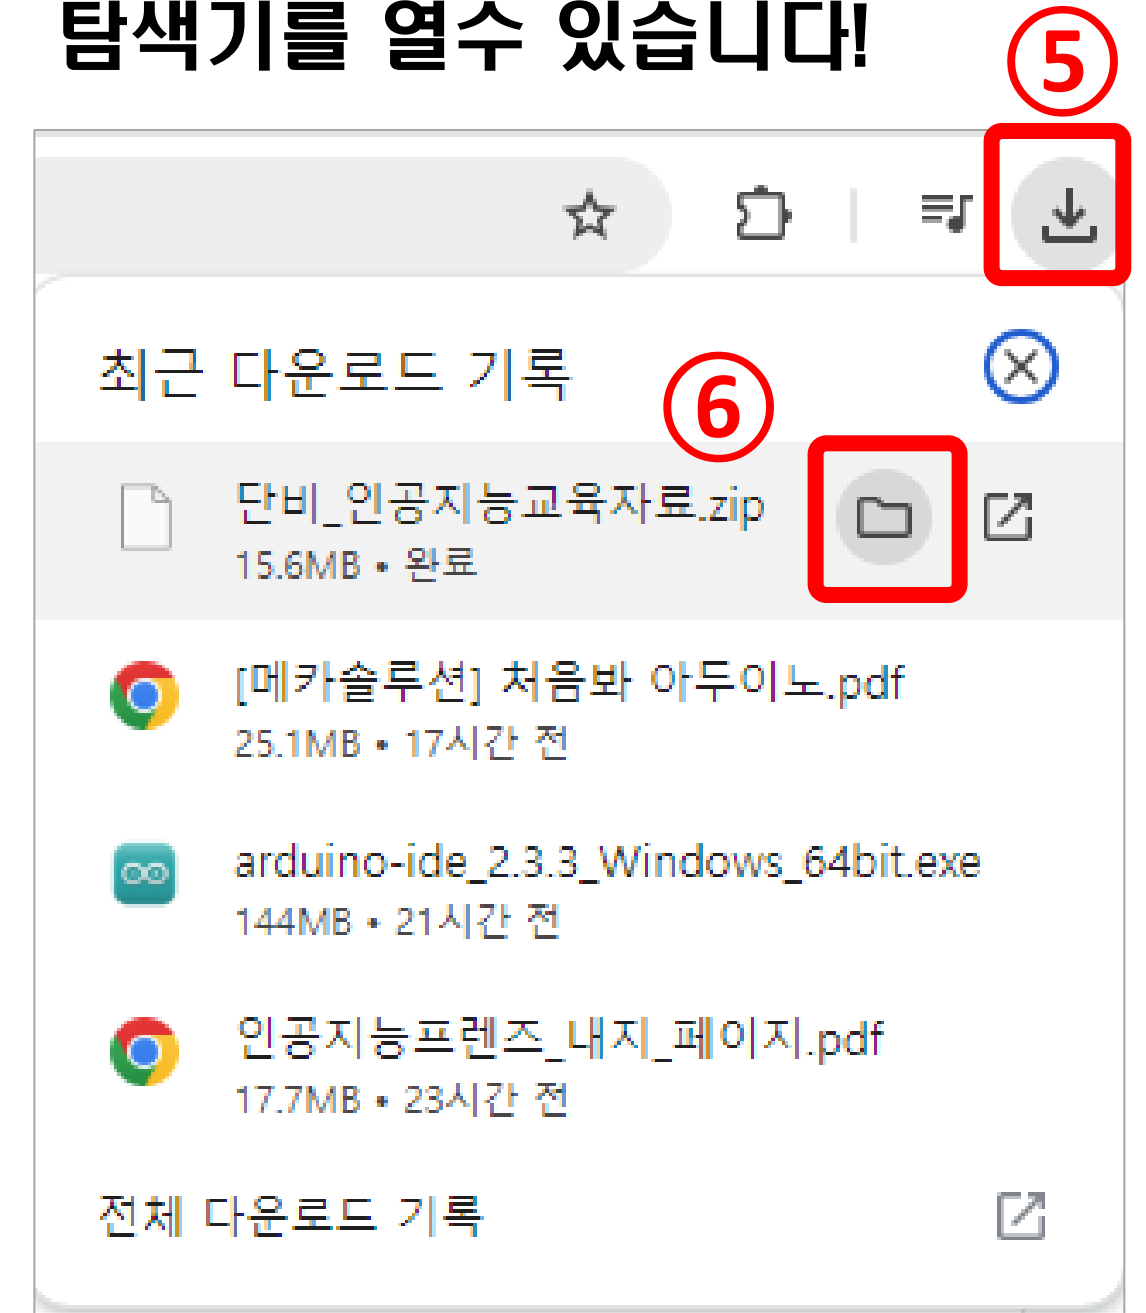 탐색기를 열수 있습니다!
⑤
최근 다운로드 기록
⑥
단비_인공지능교육자료.zip
15.6MB • 완료
[메카솔루션] 처음봐 아두이노.pdf
25.1MB • 17시간 전
arduino-ide_2.3.3_Windows_64bit.exe
144MB • 21시간 전
인공지능프렌즈_내지_페이지.pdf
17.7MB • 23시간 전
전체 다운로드 기록